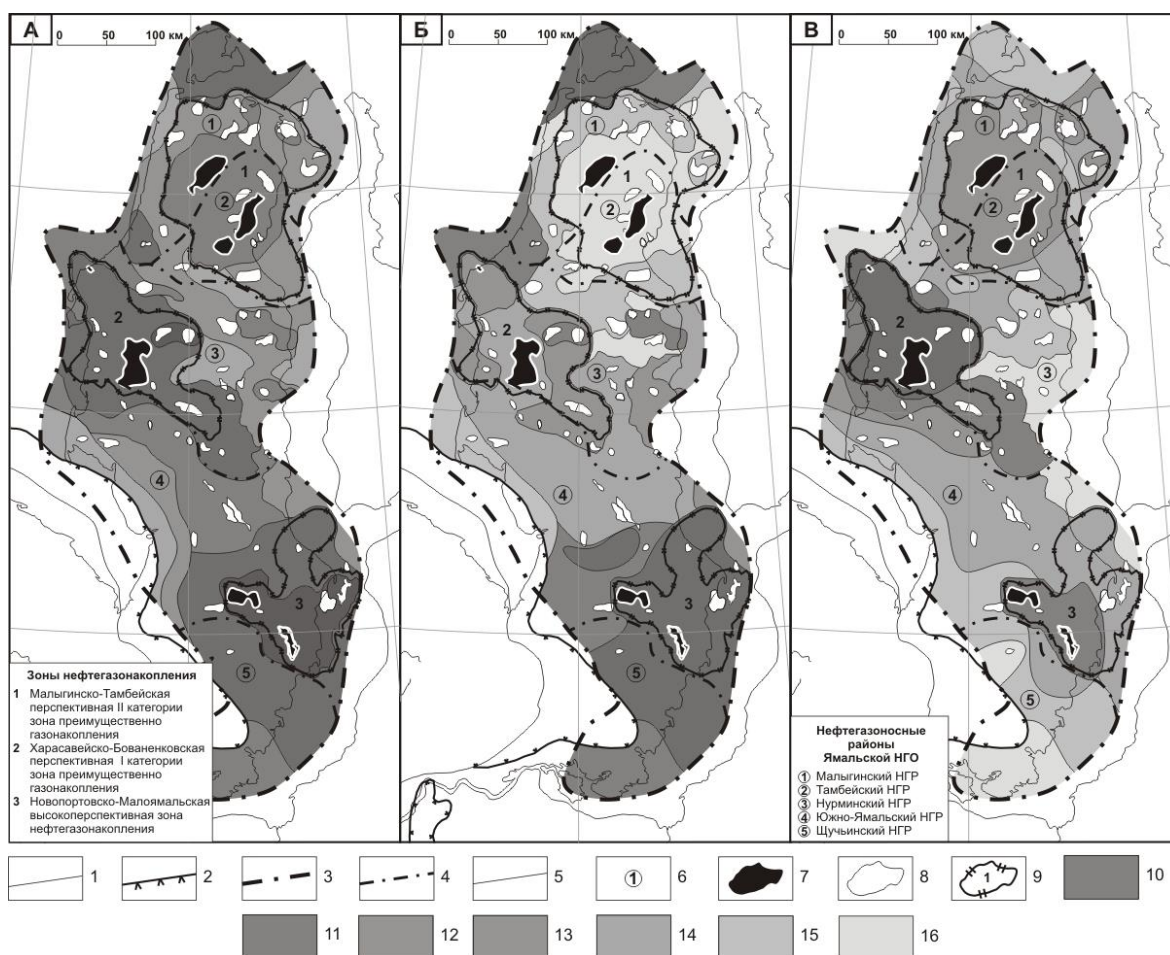 А
0 50 100 км
1
1
2
2
3
4
3
5
Зоны нефтегазонакопления
1 Малыгинско-Тамбейская
перспективная II категории
зона преимущественно
газонакопления
2 Харасавейско-Бованенковская
перспективная I категории
зона преимущественно
газонакопления
3 Новопортовско-Малоямальская
высокоперспективная зона
нефтегазонакопления
Б
0 50 100 км
1
1
2
2
3
4
3
5
В
0 50 100 км
1
1
2
2
3
4
3
5
Нефтегазоносные
районы
Ямальской НГО
1 Малыгинский НГР
2 Тамбейский НГР
3 Нурминский НГР
4 Южно-Ямальский НГР
5 Щучьинский НГР
1 2 3 4 5 1 6 7 8 1 9 10
11 12 13 14 15 16